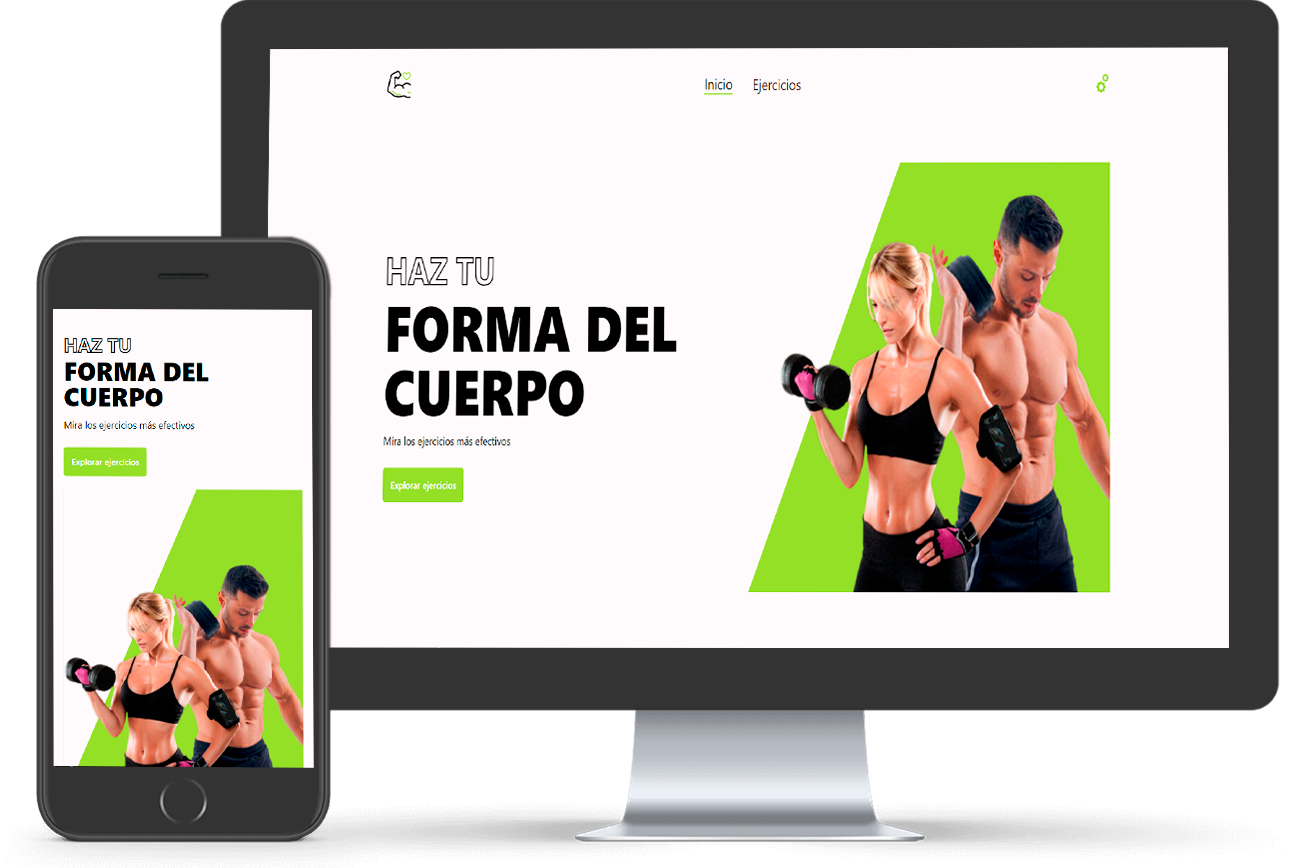 Inicio Ejercicios
HAZ TU
FORMA DEL
CUERPO
Mira los ejercicios más efectivos
Explorar ejercicios
HAZ TU
FORMA DEL
CUERPO
Mira los ejercicios más efectivos
Explorar ejercicios